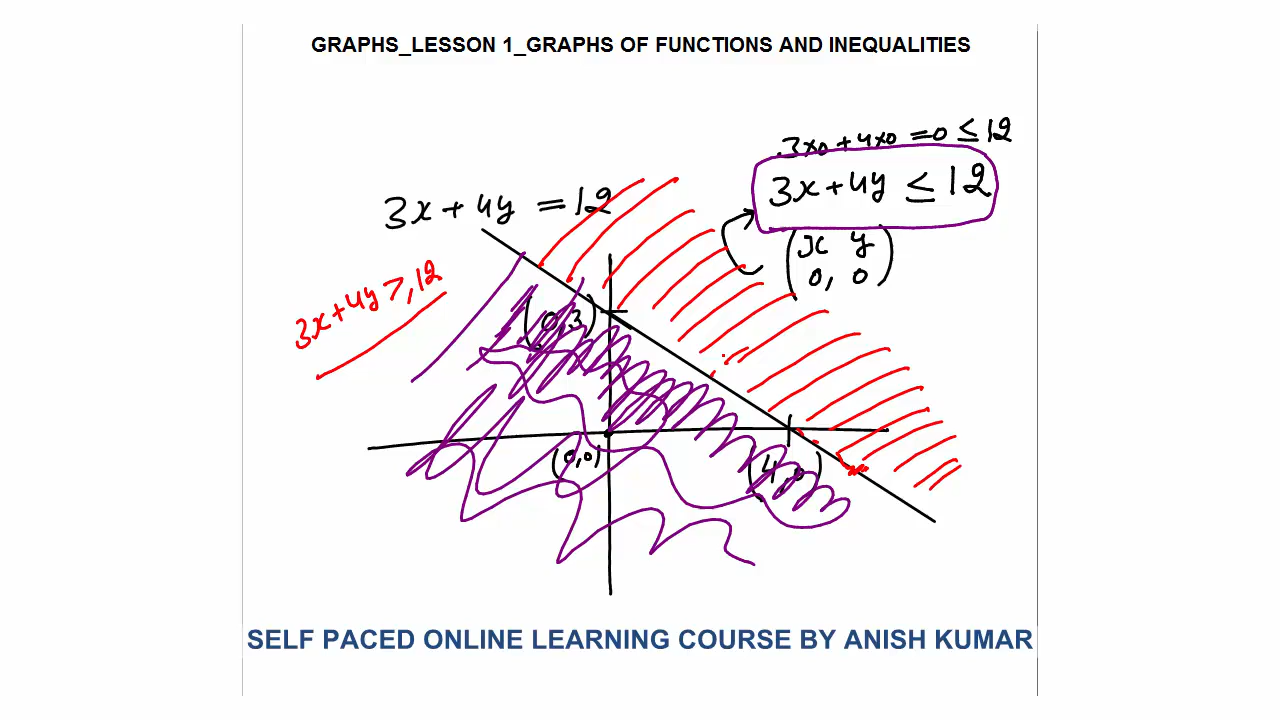 GRAPHS_LESSON 1_GRAPHS OF FUNCTIONS AND INEQUALITIES
3x0 + 4x0 = 0 ≤ 12
3x + 4y ≤ 12
3x + 4y = 12
(x y
0, 0)
3x + 4y >, 12
(0, 3)
(0,0)
(4, 0)
SELF PACED ONLINE LEARNING COURSE BY ANISH KUMAR